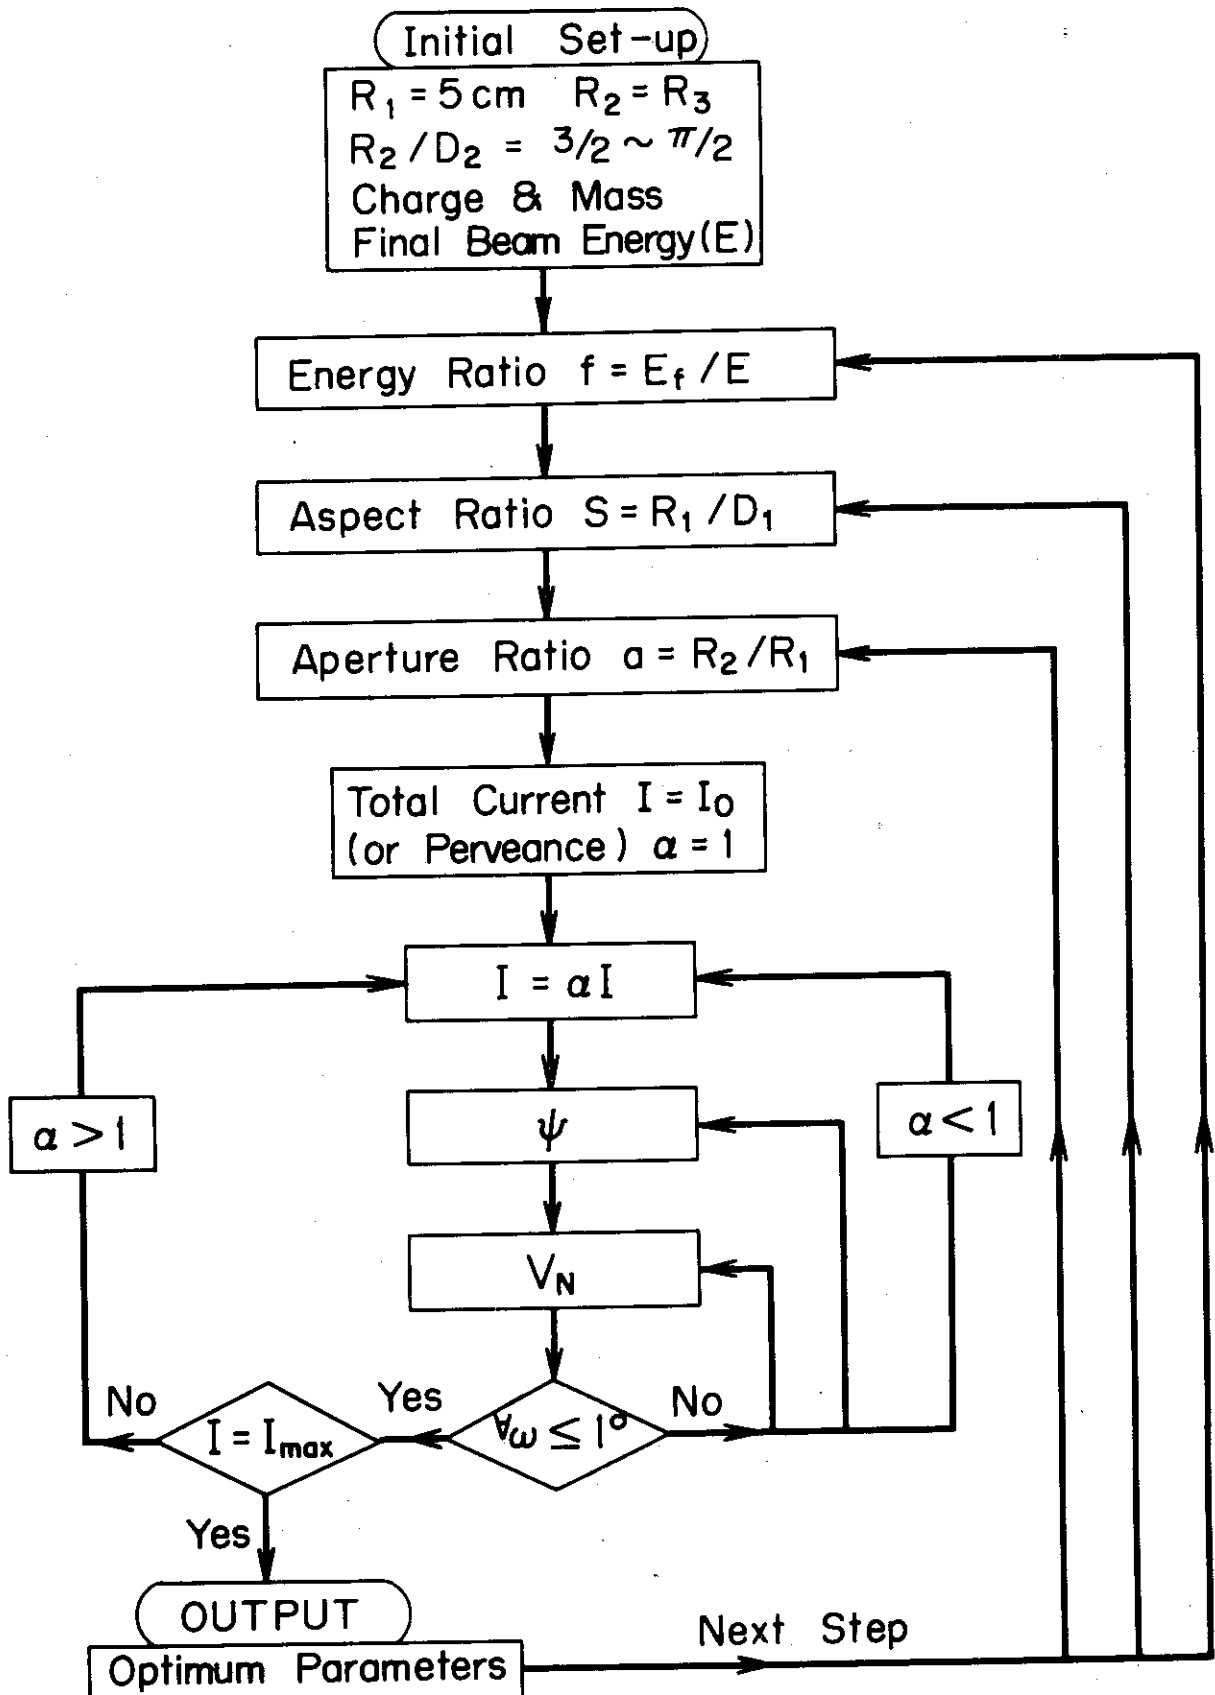 Initial Set-up
R₁ = 5 cm R₂ = R₃
R₂ / D₂ = 3/2 ~ π/2
Charge & Mass
Final Beam Energy (E)
Energy Ratio f = E_f / E
Aspect Ratio S = R₁ / D₁
Aperture Ratio a = R₂ / R₁
Total Current I = I₀
(or Perveance) α = 1
I = α I
α > 1
ψ
α < 1
V_N
No
I = I_max
Yes
∀ω ≤ 1°
No
Yes
OUTPUT
Optimum Parameters
Next Step